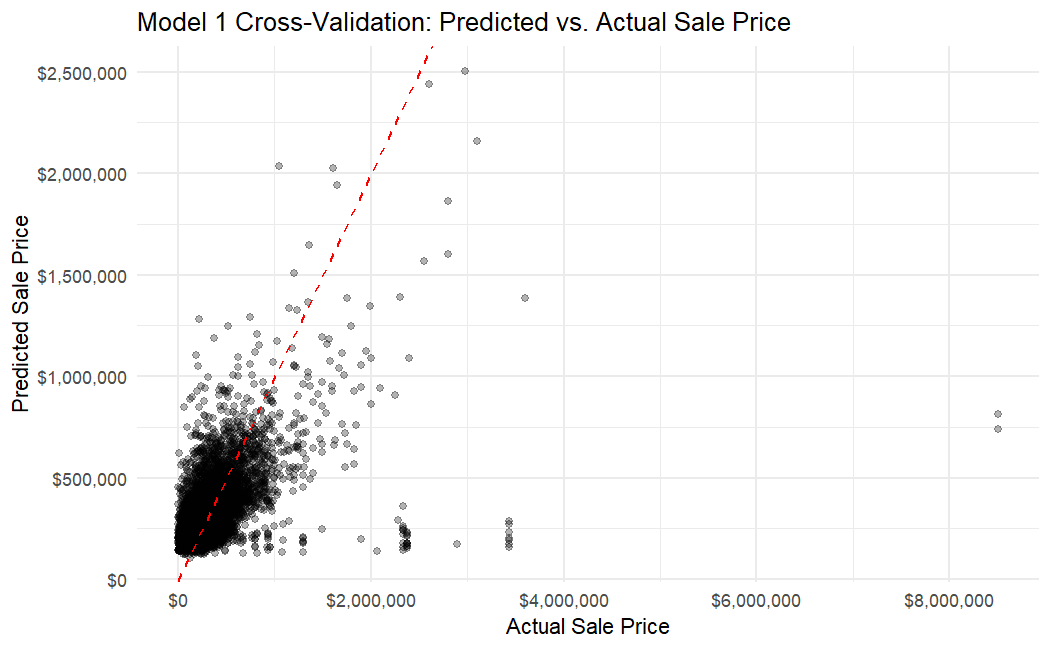 Model 1 Cross-Validation: Predicted vs. Actual Sale Price
$2,500,000
$2,000,000
$1,500,000
$1,000,000
$500,000
$0
Predicted Sale Price
$0 $2,000,000 $4,000,000 $6,000,000 $8,000,000
Actual Sale Price